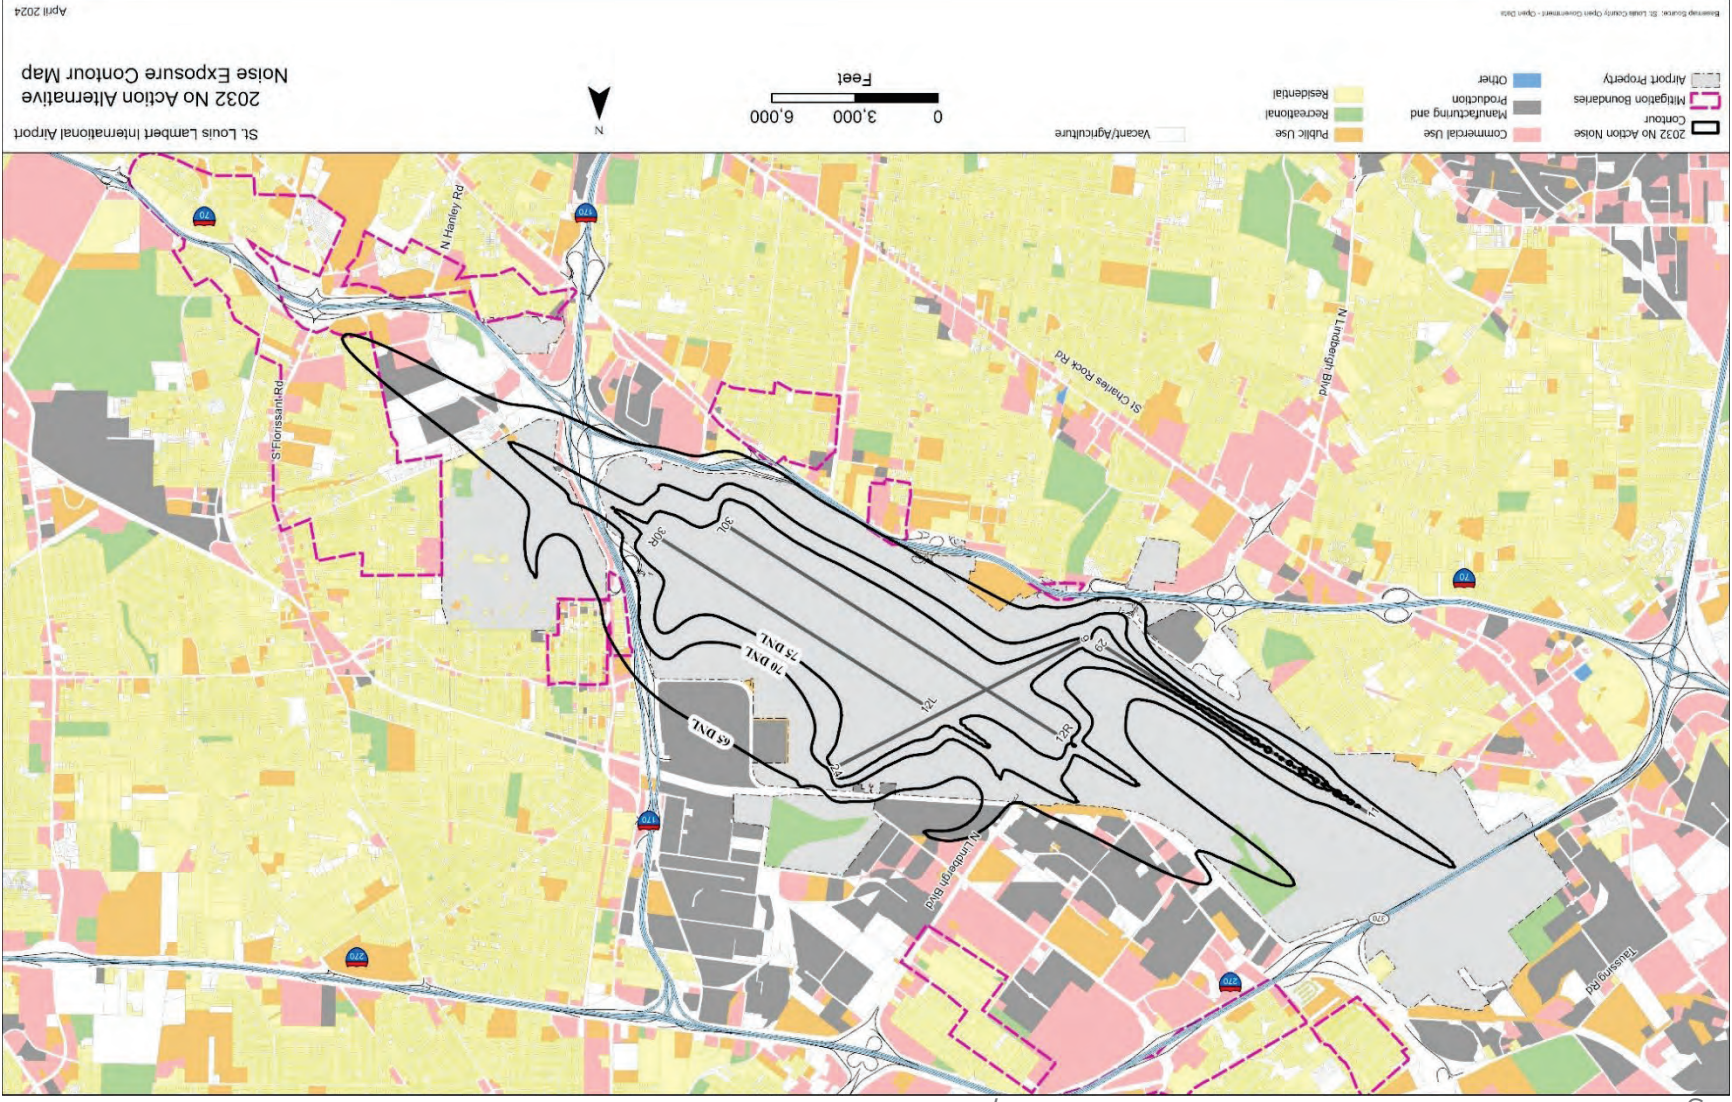 Taussing Rd
270
270
370
N Lindbergh Blvd
170
11
24
12R
65 DNL
12L
70 DNL
75 DNL
29
6
70
30R
30L
S Florissant Rd
St Charles Rock Rd
N Lindbergh Blvd
N Hanley Rd
170
70
2032 No Action Noise
Contour
Mitigation Boundaries
Airport Property
Commercial Use
Manufacturing and
Production
Other
Public Use
Recreational
Residential
Vacant/Agriculture
0 3,000 6,000
Feet
N
St. Louis Lambert International Airport
2032 No Action Alternative
Noise Exposure Contour Map
Basemap Source: St. Louis County Open Government - Open Data
April 2024